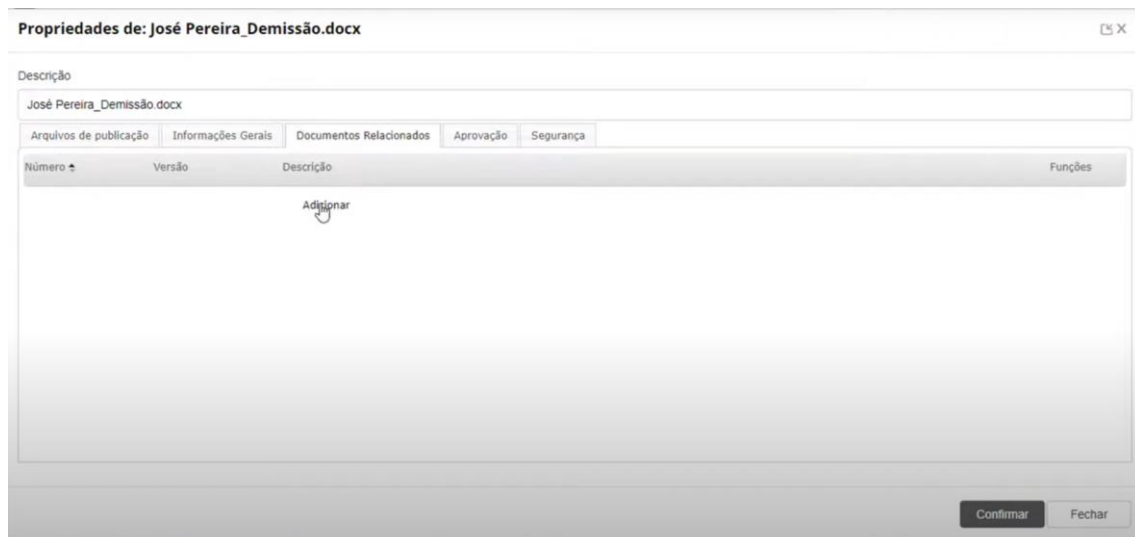 Propriedades de: José Pereira_Demissão.docx
Descrição
José Pereira_Demissão.docx
Arquivos de publicação Informações Gerais Documentos Relacionados Aprovação Segurança
Número Versão Descrição Funções
Adicionar
Confirmar Fechar